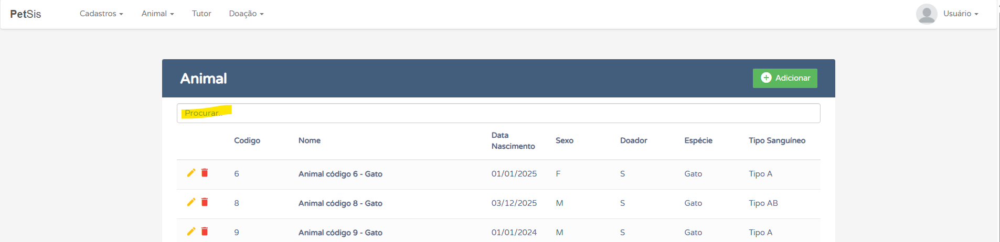 PetSis Cadastros Animal Tutor Doação Usuário
Animal Adicionar
Procurar..
Codigo Nome Data Nascimento Sexo Doador Espécie Tipo Sanguíneo
6 Animal código 6 - Gato 01/01/2025 F S Gato Tipo A
8 Animal código 8 - Gato 03/12/2025 M S Gato Tipo AB
9 Animal código 9 - Gato 01/01/2024 M S Gato Tipo A